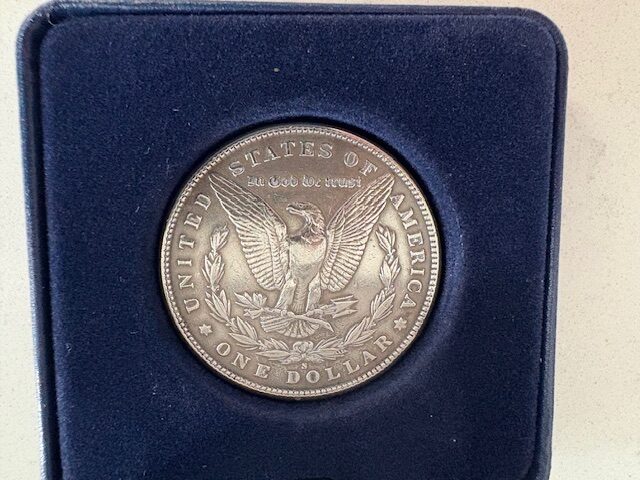 UNITED STATES OF AMERICA
In God we trust
S
ONE DOLLAR